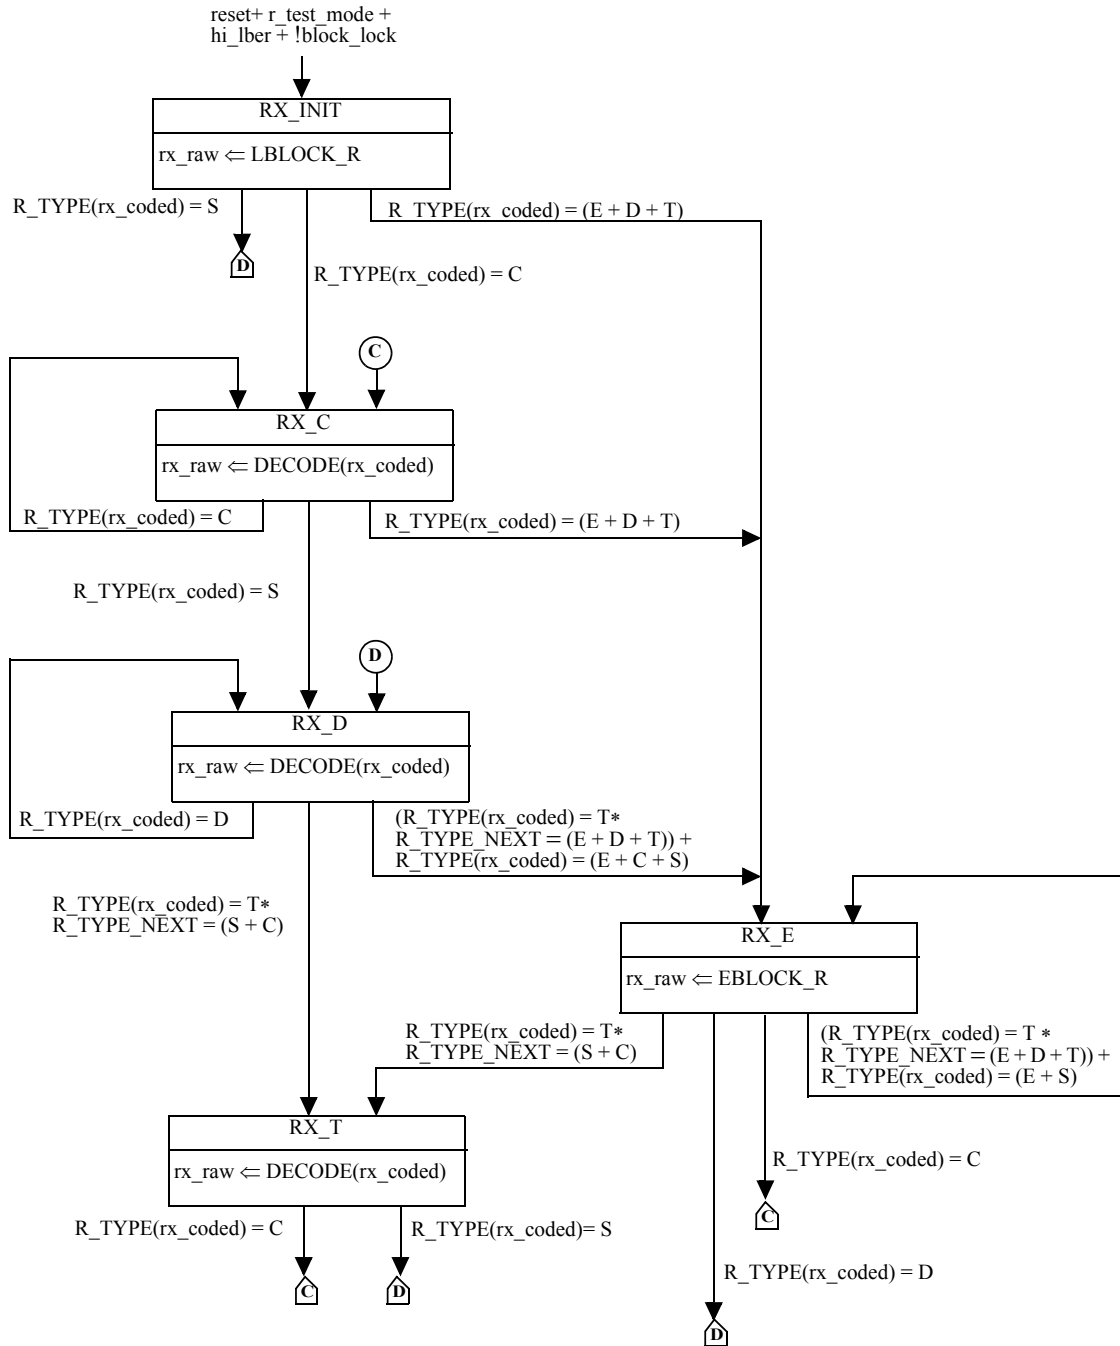 reset+ r_test_mode +
hi_lber + !block_lock
RX_INIT
rx_raw ⇐ LBLOCK_R
R_TYPE(rx_coded) = S
R_TYPE(rx_coded) = (E + D + T)
D
R_TYPE(rx_coded) = C
C
RX_C
rx_raw ⇐ DECODE(rx_coded)
R_TYPE(rx_coded) = C
R_TYPE(rx_coded) = (E + D + T)
R_TYPE(rx_coded) = S
D
RX_D
rx_raw ⇐ DECODE(rx_coded)
R_TYPE(rx_coded) = D
(R_TYPE(rx_coded) = T∗
R_TYPE_NEXT = (E + D + T)) +
R_TYPE(rx_coded) = (E + C + S)
R_TYPE(rx_coded) = T∗
R_TYPE_NEXT = (S + C)
RX_E
rx_raw ⇐ EBLOCK_R
R_TYPE(rx_coded) = T∗
R_TYPE_NEXT = (S + C)
(R_TYPE(rx_coded) = T ∗
R_TYPE_NEXT = (E + D + T)) +
R_TYPE(rx_coded) = (E + S)
RX_T
rx_raw ⇐ DECODE(rx_coded)
R_TYPE(rx_coded) = C
C
R_TYPE(rx_coded) = C
R_TYPE(rx_coded)= S
C
D
R_TYPE(rx_coded) = D
D